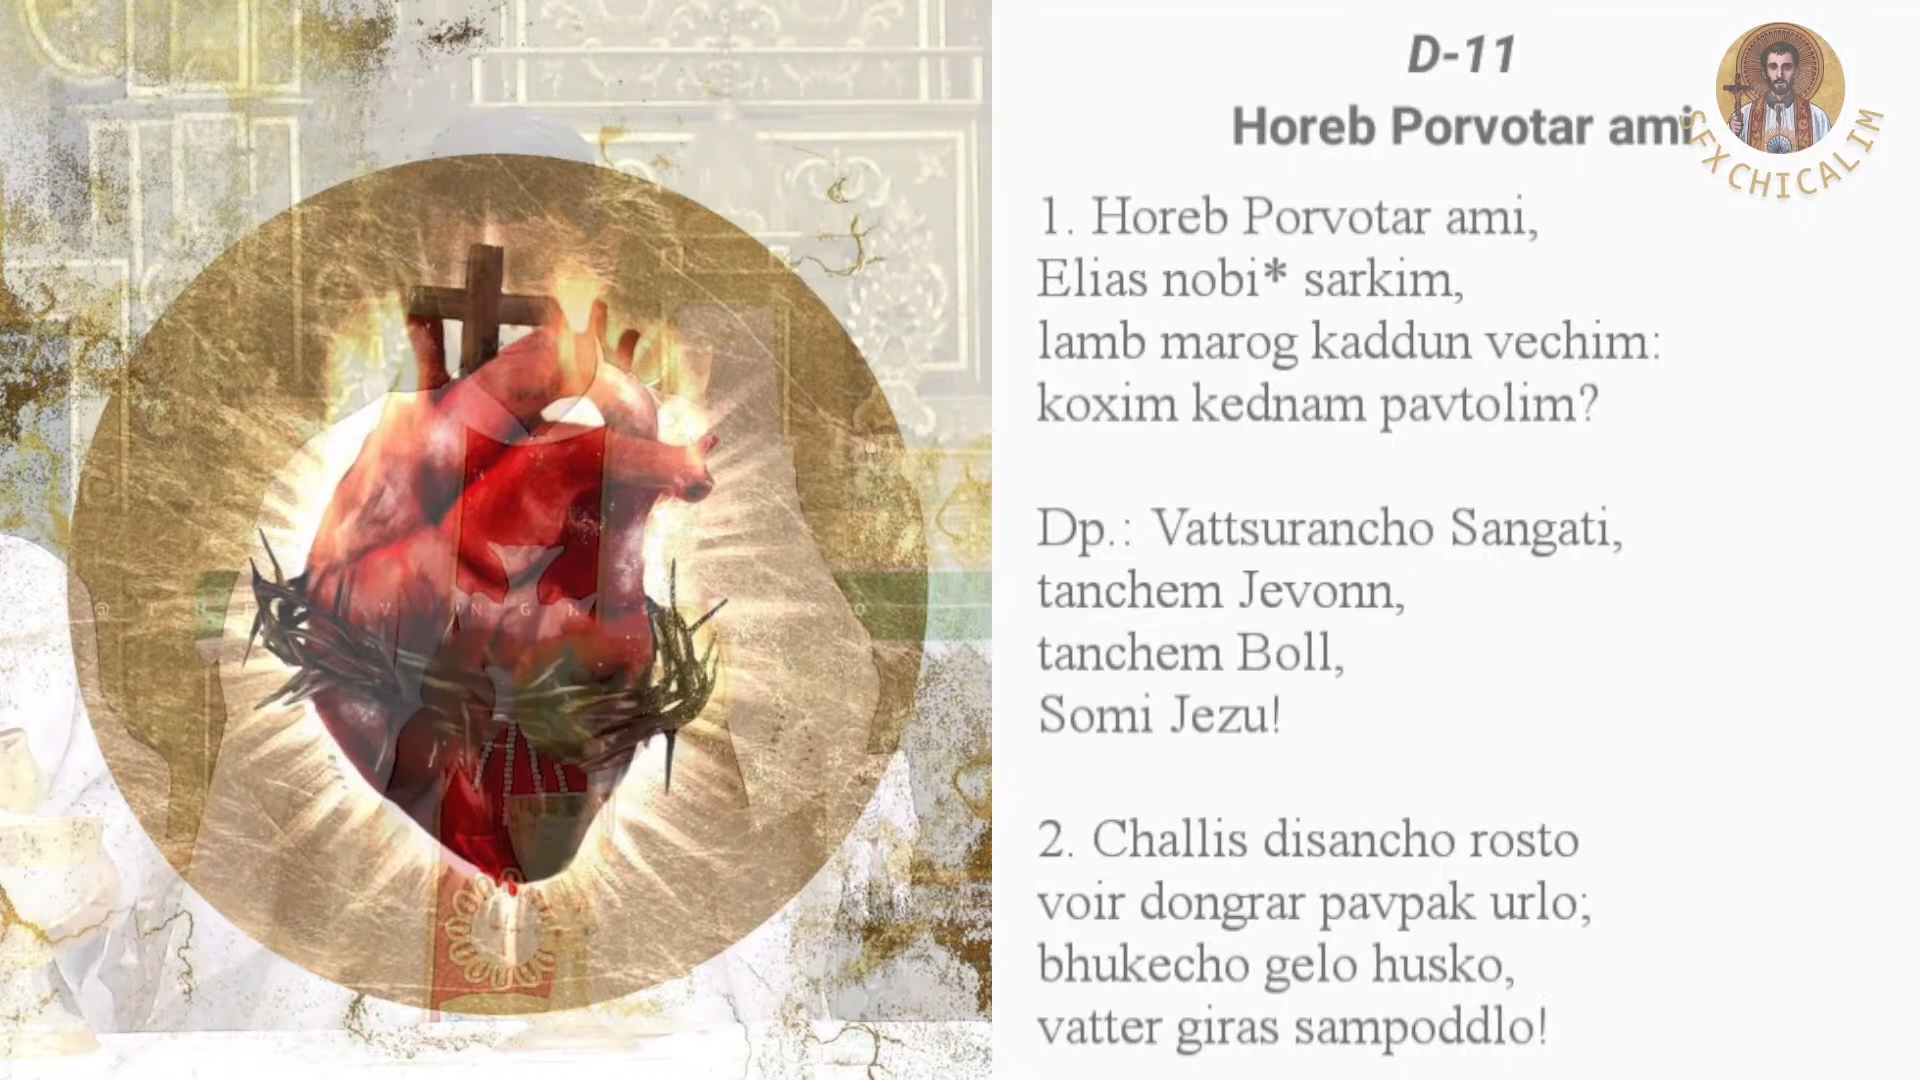 D-11
Horeb Porvotar ami
SFX CHICALIM
1. Horeb Porvotar ami,
Elias nobi* sarkim,
lamb marog kaddun vechim:
koxim kednam pavtolim?
Dp.: Vattsurancho Sangati,
tanchem Jevonn,
tanchem Boll,
Somi Jezu!
2. Challis disancho rosto
voir dongrar pavpak urlo;
bhukecho gelo husko,
vatter giras sampoddlo!